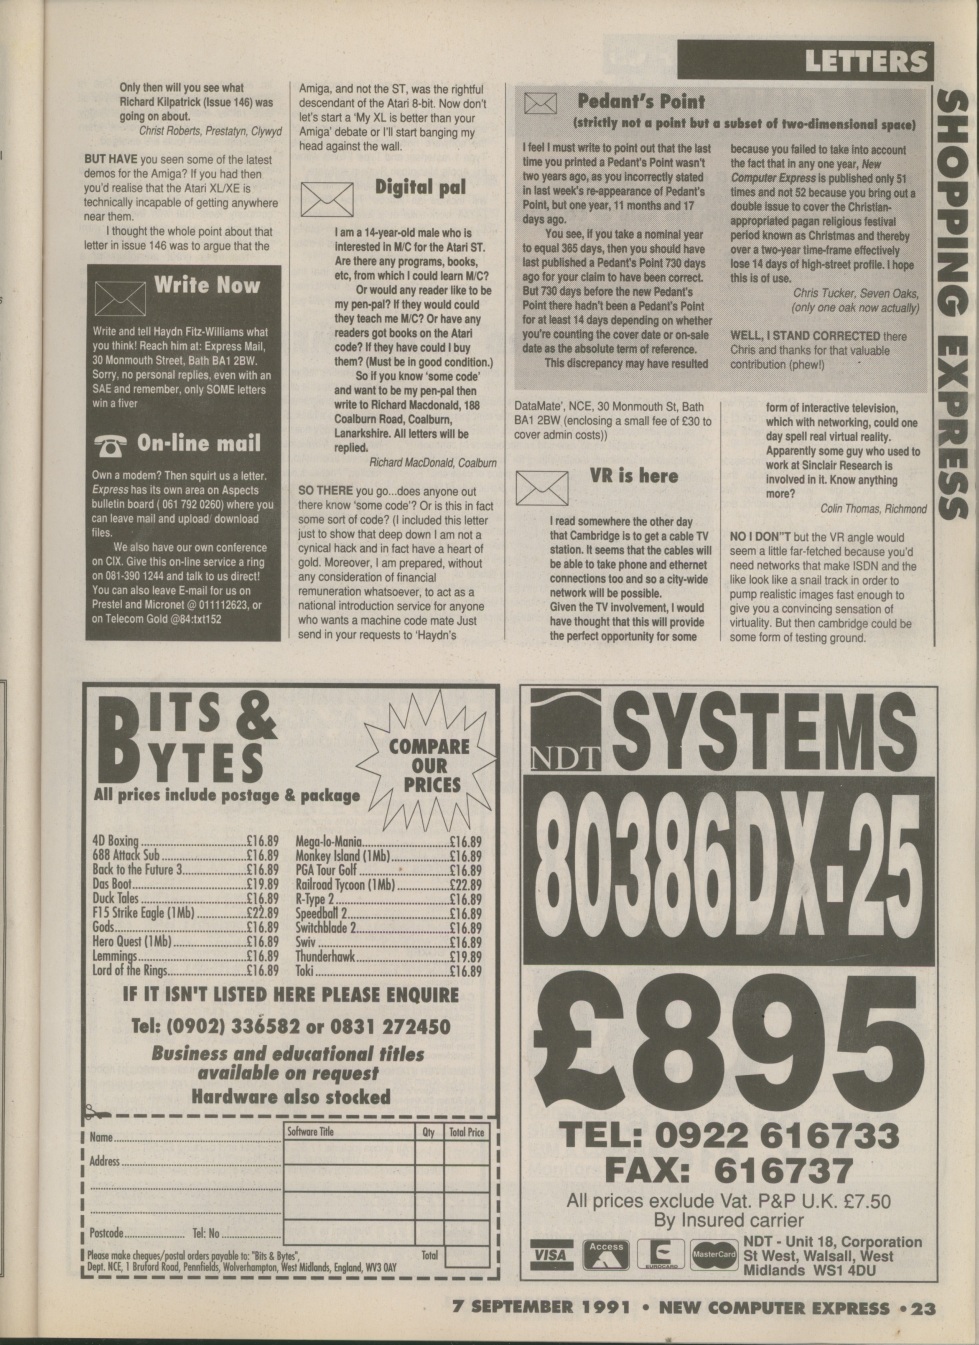 LETTERS
SHOPPING EXPRESS
Only then will you see what
Richard Kilpatrick (Issue 146) was
going on about.
Christ Roberts, Prestatyn, Clywyd
BUT HAVE you seen some of the latest
demos for the Amiga? If you had then
you'd realise that the Atari XL/XE is
technically incapable of getting anywhere
near them.
I thought the whole point about that
letter in issue 146 was to argue that the
Write Now
Write and tell Haydn Fitz-Williams what
you think! Reach him at: Express Mail,
30 Monmouth Street, Bath BA1 2BW.
Sorry, no personal replies, even with an
SAE and remember, only SOME letters
win a fiver
On-line mail
Own a modem? Then squirt us a letter.
Express has its own area on Aspects
bulletin board ( 061 792 0260) where you
can leave mail and upload/ download
files.
We also have our own conference
on CIX. Give this on-line service a ring
on 081-390 1244 and talk to us direct!
You can also leave E-mail for us on
Prestel and Micronet @ 011112623, or
on Telecom Gold @84:txt152
Amiga, and not the ST, was the rightful
descendant of the Atari 8-bit. Now don't
let's start a 'My XL is better than your
Amiga' debate or I'll start banging my
head against the wall.
Digital pal
I am a 14-year-old male who is
interested in M/C for the Atari ST.
Are there any programs, books,
etc, from which I could learn M/C?
Or would any reader like to be
my pen-pal? If they would could
they teach me M/C? Or have any
readers got books on the Atari
code? If they have could I buy
them? (Must be in good condition.)
So if you know 'some code'
and want to be my pen-pal then
write to Richard Macdonald, 188
Coalburn Road, Coalburn,
Lanarkshire. All letters will be
replied.
Richard MacDonald, Coalburn
SO THERE you go...does anyone out
there know 'some code'? Or is this in fact
some sort of code? (I included this letter
just to show that deep down I am not a
cynical hack and in fact have a heart of
gold. Moreover, I am prepared, without
any consideration of financial
remuneration whatsoever, to act as a
national introduction service for anyone
who wants a machine code mate Just
send in your requests to 'Haydn's
Pedant's Point
(strictly not a point but a subset of two-dimensional space)
I feel I must write to point out that the last
time you printed a Pedant's Point wasn't
two years ago, as you incorrectly stated
in last week's re-appearance of Pedant's
Point, but one year, 11 months and 17
days ago.
You see, if you take a nominal year
to equal 365 days, then you should have
last published a Pedant's Point 730 days
ago for your claim to have been correct.
But 730 days before the new Pedant's
Point there hadn't been a Pedant's Point
for at least 14 days depending on whether
you're counting the cover date or on-sale
date as the absolute term of reference.
This discrepancy may have resulted
because you failed to take into account
the fact that in any one year, New
Computer Express is published only 51
times and not 52 because you bring out a
double issue to cover the Christian-
appropriated pagan religious festival
period known as Christmas and thereby
over a two-year time-frame effectively
lose 14 days of high-street profile. I hope
this is of use.
Chris Tucker, Seven Oaks,
(only one oak now actually)
WELL, I STAND CORRECTED there
Chris and thanks for that valuable
contribution (phew!)
DataMate', NCE, 30 Monmouth St, Bath
BA1 2BW (enclosing a small fee of £30 to
cover admin costs))
VR is here
I read somewhere the other day
that Cambridge is to get a cable TV
station. It seems that the cables will
be able to take phone and ethernet
connections too and so a city-wide
network will be possible.
Given the TV involvement, I would
have thought that this will provide
the perfect opportunity for some
form of interactive television,
which with networking, could one
day spell real virtual reality.
Apparently some guy who used to
work at Sinclair Research is
involved in it. Know anything
more?
Colin Thomas, Richmond
NO I DON"T but the VR angle would
seem a little far-fetched because you'd
need networks that make ISDN and the
like look like a snail track in order to
pump realistic images fast enough to
give you a convincing sensation of
virtuality. But then cambridge could be
some form of testing ground.
BITS &
BYTES
All prices include postage & package
COMPARE
OUR
PRICES
4D Boxing £16.89
688 Attack Sub £16.89
Back to the Future 3 £16.89
Das Boot £19.89
Duck Tales £16.89
F15 Strike Eagle (1Mb) £22.89
Gods £16.89
Hero Quest (1Mb) £16.89
Lemmings £16.89
Lord of the Rings £16.89
Mega-lo-Mania £16.89
Monkey Island (1Mb) £16.89
PGA Tour Golf £16.89
Railroad Tycoon (1Mb) £22.89
R-Type 2 £16.89
Speedball 2 £16.89
Switchblade 2 £16.89
Swiv £16.89
Thunderhawk £19.89
Toki £16.89
IF IT ISN'T LISTED HERE PLEASE ENQUIRE
Tel: (0902) 336582 or 0831 272450
Business and educational titles
available on request
Hardware also stocked
Name
Address
Postcode Tel: No
Software Title Qty Total Price
Total
Please make cheques/postal orders payable to: "Bits & Bytes",
Dept. NCE, 1 Bruford Road, Pennfields, Wolverhampton, West Midlands, England, WV3 0AY
NDT SYSTEMS
80386DX-25
£895
TEL: 0922 616733
FAX: 616737
All prices exclude Vat. P&P U.K. £7.50
By Insured carrier
VISA
Access
EUROCARD
MasterCard
NDT - Unit 18, Corporation
St West, Walsall, West
Midlands WS1 4DU
7 SEPTEMBER 1991 • NEW COMPUTER EXPRESS • 23